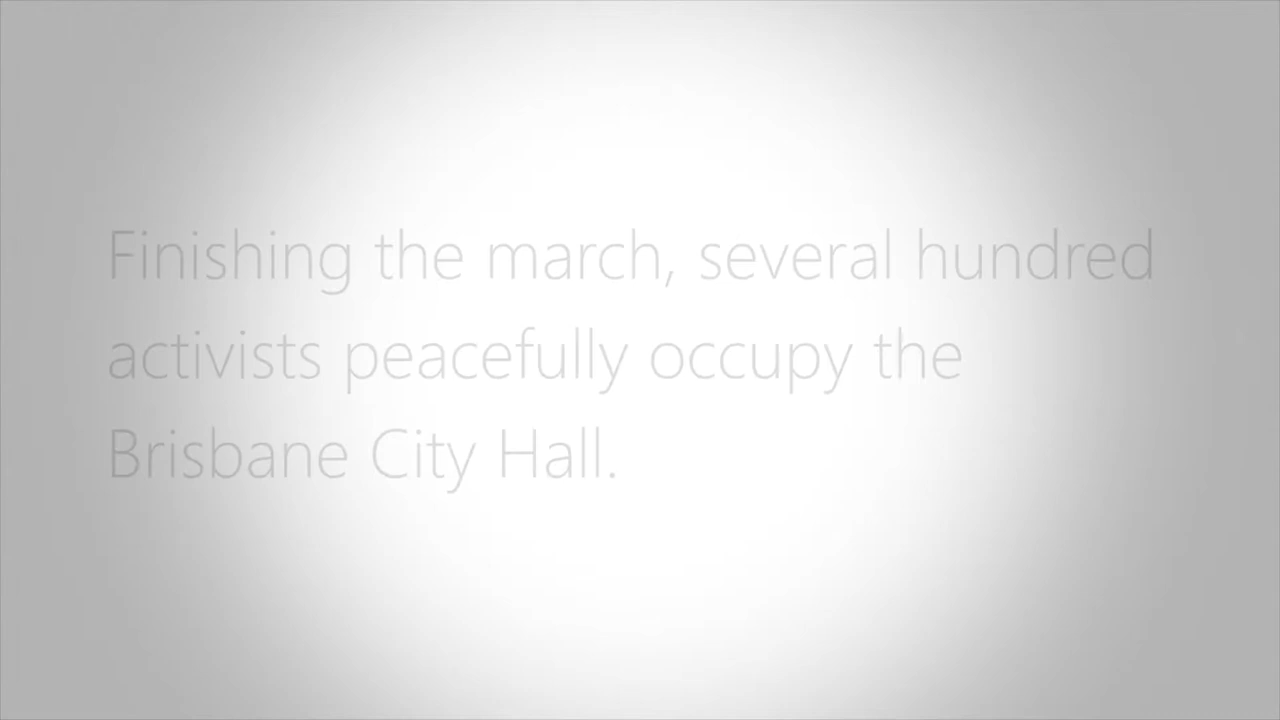 Finishing the march, several hundred
activists peacefully occupy the
Brisbane City Hall.